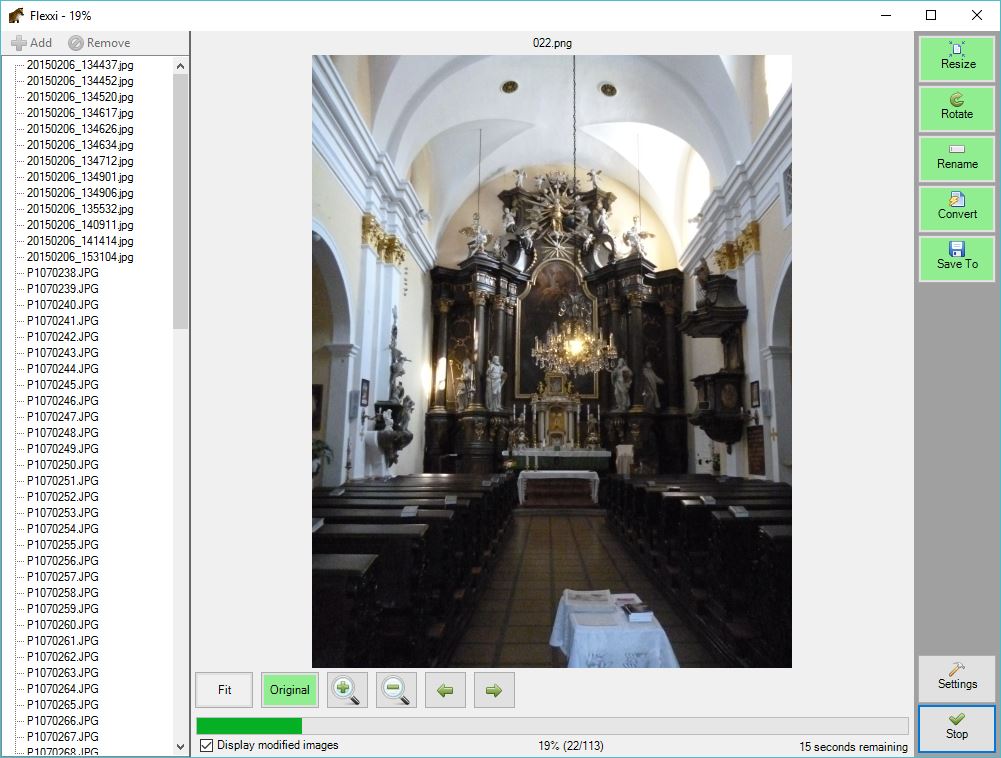 Flexxi - 19%
Add Remove
022.png
20150206_134437.jpg
20150206_134452.jpg
20150206_134520.jpg
20150206_134617.jpg
20150206_134626.jpg
20150206_134634.jpg
20150206_134712.jpg
20150206_134901.jpg
20150206_134906.jpg
20150206_135532.jpg
20150206_140911.jpg
20150206_141414.jpg
20150206_153104.jpg
P1070238.JPG
P1070239.JPG
P1070240.JPG
P1070241.JPG
P1070242.JPG
P1070243.JPG
P1070244.JPG
P1070245.JPG
P1070246.JPG
P1070247.JPG
P1070248.JPG
P1070249.JPG
P1070250.JPG
P1070251.JPG
P1070252.JPG
P1070253.JPG
P1070254.JPG
P1070255.JPG
P1070256.JPG
P1070257.JPG
P1070258.JPG
P1070259.JPG
P1070260.JPG
P1070261.JPG
P1070262.JPG
P1070263.JPG
P1070264.JPG
P1070265.JPG
P1070266.JPG
P1070267.JPG
P1070268.JPG
Resize
Rotate
Rename
Convert
Save To
Fit
Original
Display modified images
19% (22/113)
15 seconds remaining
Settings
Stop